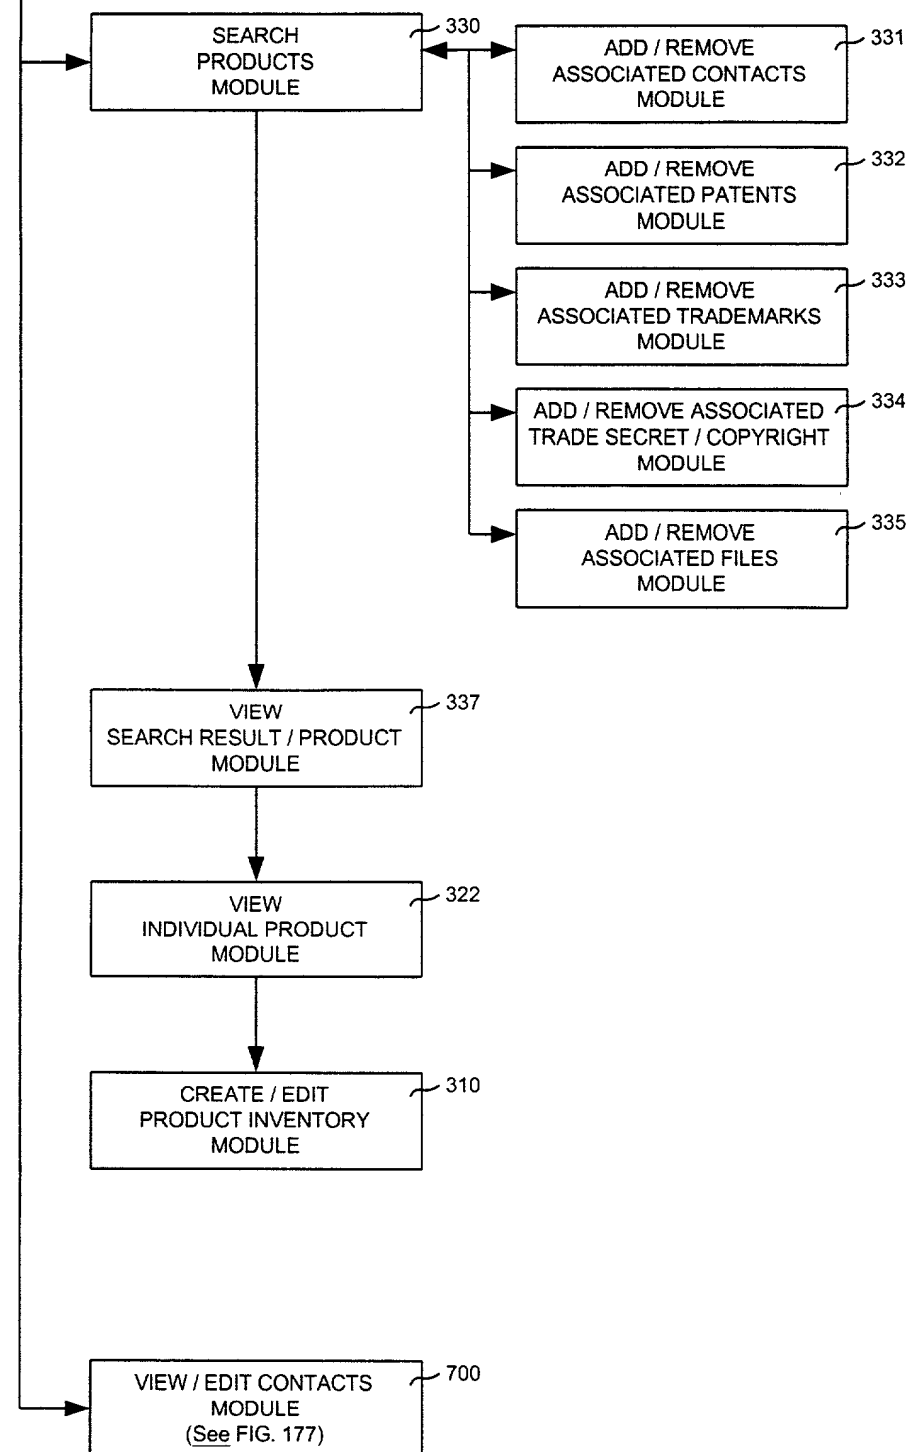 SEARCH
PRODUCTS
MODULE
330
ADD / REMOVE
ASSOCIATED CONTACTS
MODULE
331
ADD / REMOVE
ASSOCIATED PATENTS
MODULE
332
ADD / REMOVE
ASSOCIATED TRADEMARKS
MODULE
333
ADD / REMOVE ASSOCIATED
TRADE SECRET / COPYRIGHT
MODULE
334
ADD / REMOVE
ASSOCIATED FILES
MODULE
335
VIEW
SEARCH RESULT / PRODUCT
MODULE
337
VIEW
INDIVIDUAL PRODUCT
MODULE
322
CREATE / EDIT
PRODUCT INVENTORY
MODULE
310
VIEW / EDIT CONTACTS
MODULE
(See FIG. 177)
700